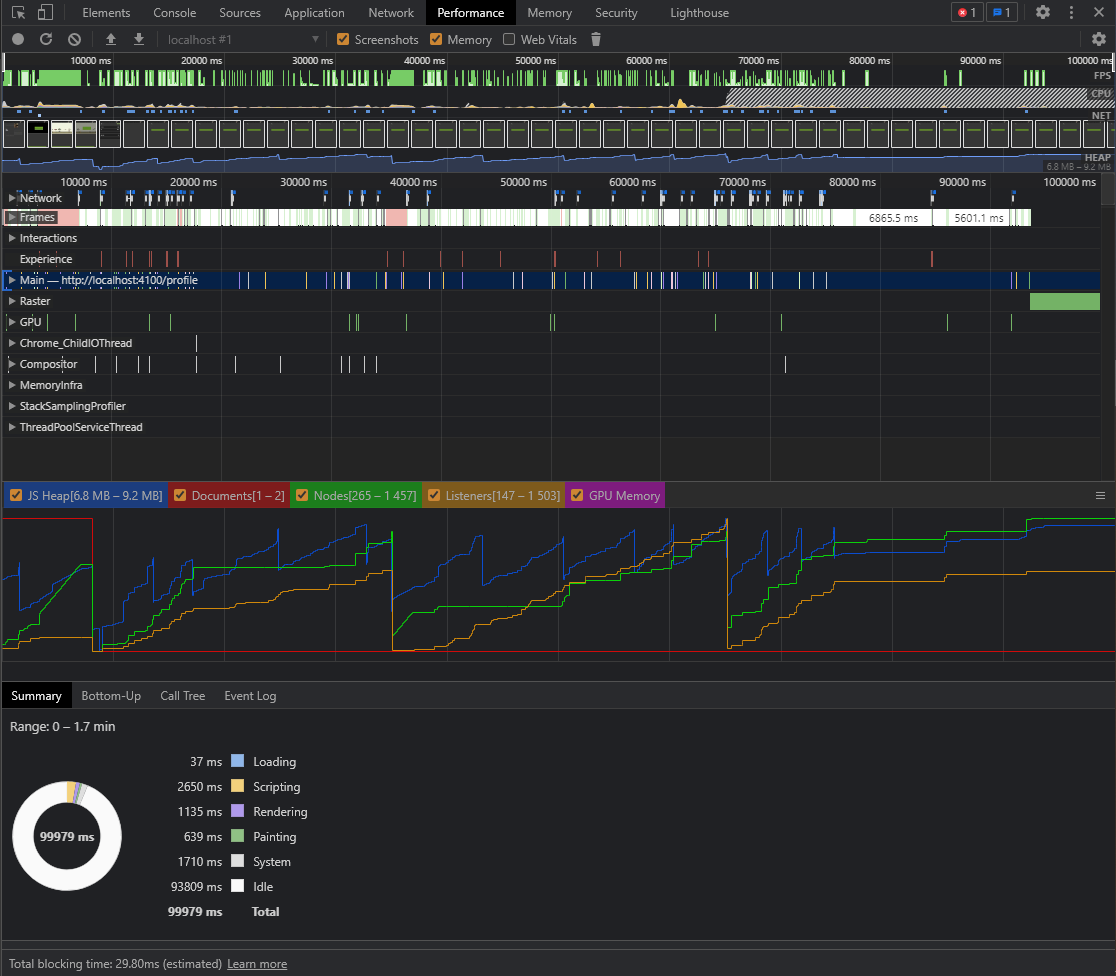 Elements Console Sources Application Network Performance Memory Security Lighthouse 1 1
localhost #1 Screenshots Memory Web Vitals
10000 ms 20000 ms 30000 ms 40000 ms 50000 ms 60000 ms 70000 ms 80000 ms 90000 ms 100000 ms
FPS
CPU
NET
HEAP
6.8 MB – 9.2 MB
10000 ms 20000 ms 30000 ms 40000 ms 50000 ms 60000 ms 70000 ms 80000 ms 90000 ms 100000 ms
Network
Frames 6865.5 ms 5601.1 ms
Interactions
Experience
Main — http://localhost:4100/profile
Raster
GPU
Chrome_ChildIOThread
Compositor
MemoryInfra
StackSamplingProfiler
ThreadPoolServiceThread
JS Heap[6.8 MB – 9.2 MB] Documents[1 – 2] Nodes[265 – 1 457] Listeners[147 – 1 503] GPU Memory
Summary Bottom-Up Call Tree Event Log
Range: 0 – 1.7 min
37 ms Loading
2650 ms Scripting
1135 ms Rendering
99979 ms 639 ms Painting
1710 ms System
93809 ms Idle
99979 ms Total
Total blocking time: 29.80ms (estimated) Learn more